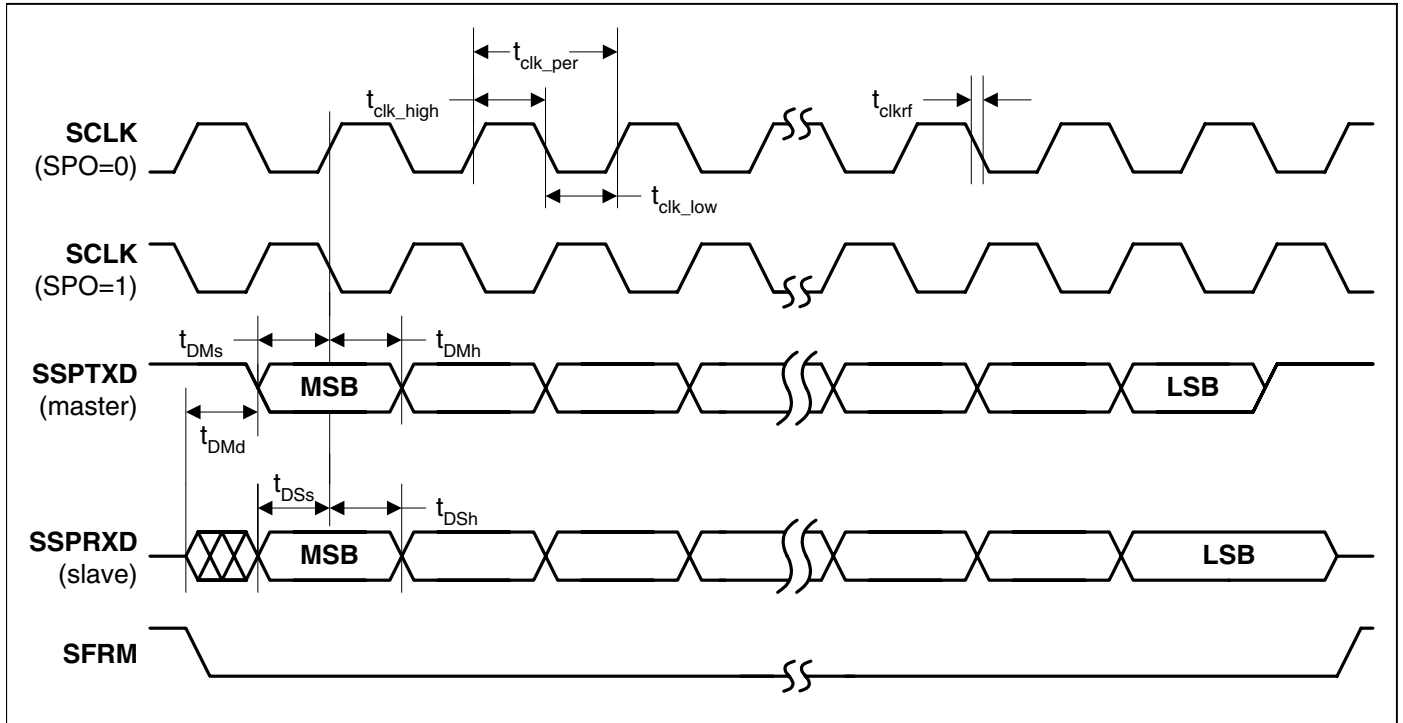 t_clk_per
t_clk_high
t_clkrf
SCLK
(SPO=0)
t_clk_low
SCLK
(SPO=1)
t_DMs
t_DMh
SSPTXD
(master)
MSB
LSB
t_DMd
t_DSs
t_DSh
SSPRXD
(slave)
MSB
LSB
SFRM